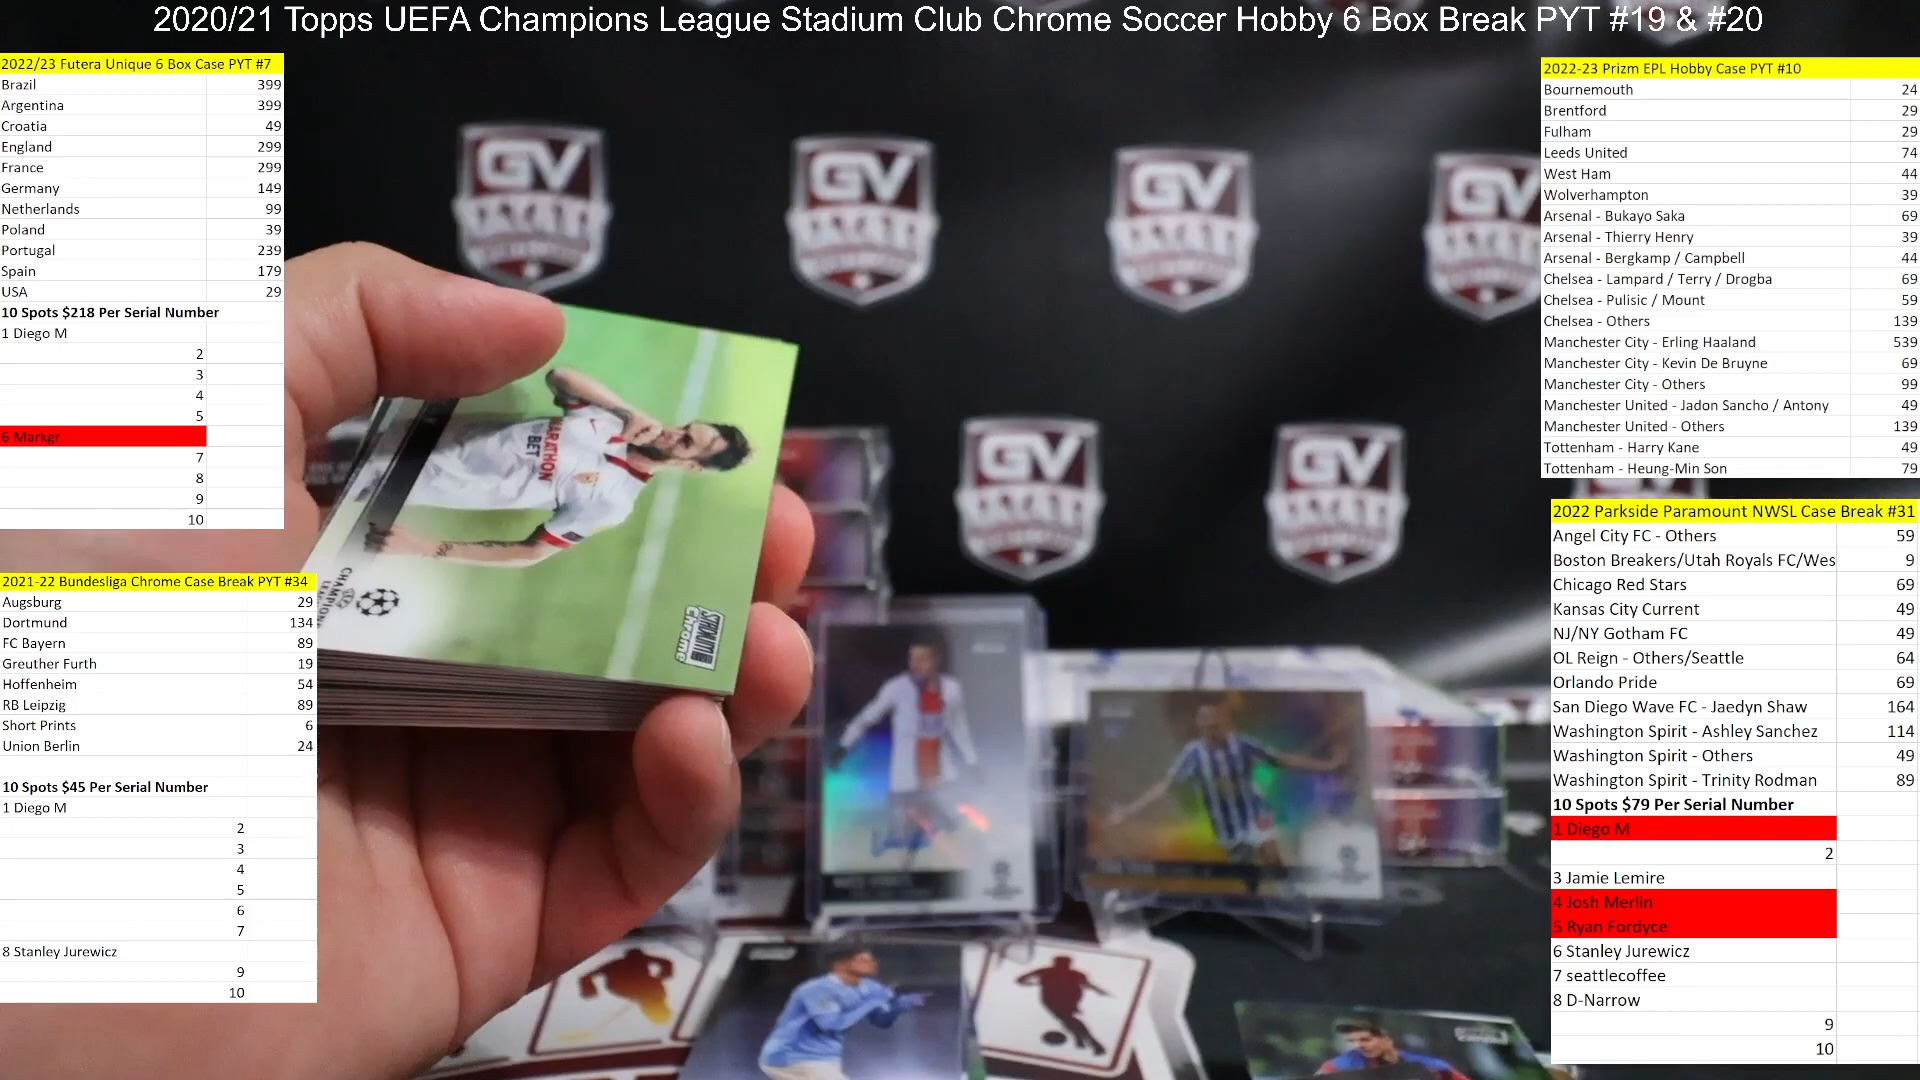 2020/21 Topps UEFA Champions League Stadium Club Chrome Soccer Hobby 6 Box Break PYT #19 & #20
2022/23 Futera Unique 6 Box Case PYT #7
Brazil 399
Argentina 399
Croatia 49
England 299
France 299
Germany 149
Netherlands 99
Poland 39
Portugal 239
Spain 179
USA 29
10 Spots $218 Per Serial Number
1 Diego M
2
3
4
5
6 Markgr
7
8
9
10
2021-22 Bundesliga Chrome Case Break PYT #34
Augsburg 29
Dortmund 134
FC Bayern 89
Greuther Furth 19
Hoffenheim 54
RB Leipzig 89
Short Prints 6
Union Berlin 24
10 Spots $45 Per Serial Number
1 Diego M
2
3
4
5
6
7
8 Stanley Jurewicz
9
10
GV
GV
GV
GV
GV
GV
MARATHON
BET
STADIUM
Chrome
2022-23 Prizm EPL Hobby Case PYT #10
Bournemouth 24
Brentford 29
Fulham 29
Leeds United 74
West Ham 44
Wolverhampton 39
Arsenal - Bukayo Saka 69
Arsenal - Thierry Henry 39
Arsenal - Bergkamp / Campbell 44
Chelsea - Lampard / Terry / Drogba 69
Chelsea - Pulisic / Mount 59
Chelsea - Others 139
Manchester City - Erling Haaland 539
Manchester City - Kevin De Bruyne 69
Manchester City - Others 99
Manchester United - Jadon Sancho / Antony 49
Manchester United - Others 139
Tottenham - Harry Kane 49
Tottenham - Heung-Min Son 79
2022 Parkside Paramount NWSL Case Break #31
Angel City FC - Others 59
Boston Breakers/Utah Royals FC/Wes 9
Chicago Red Stars 69
Kansas City Current 49
NJ/NY Gotham FC 49
OL Reign - Others/Seattle 64
Orlando Pride 69
San Diego Wave FC - Jaedyn Shaw 164
Washington Spirit - Ashley Sanchez 114
Washington Spirit - Others 49
Washington Spirit - Trinity Rodman 89
10 Spots $79 Per Serial Number
1 Diego M
2
3 Jamie Lemire
4 Josh Merlin
5 Ryan Fordyce
6 Stanley Jurewicz
7 seattlecoffee
8 D-Narrow
9
10